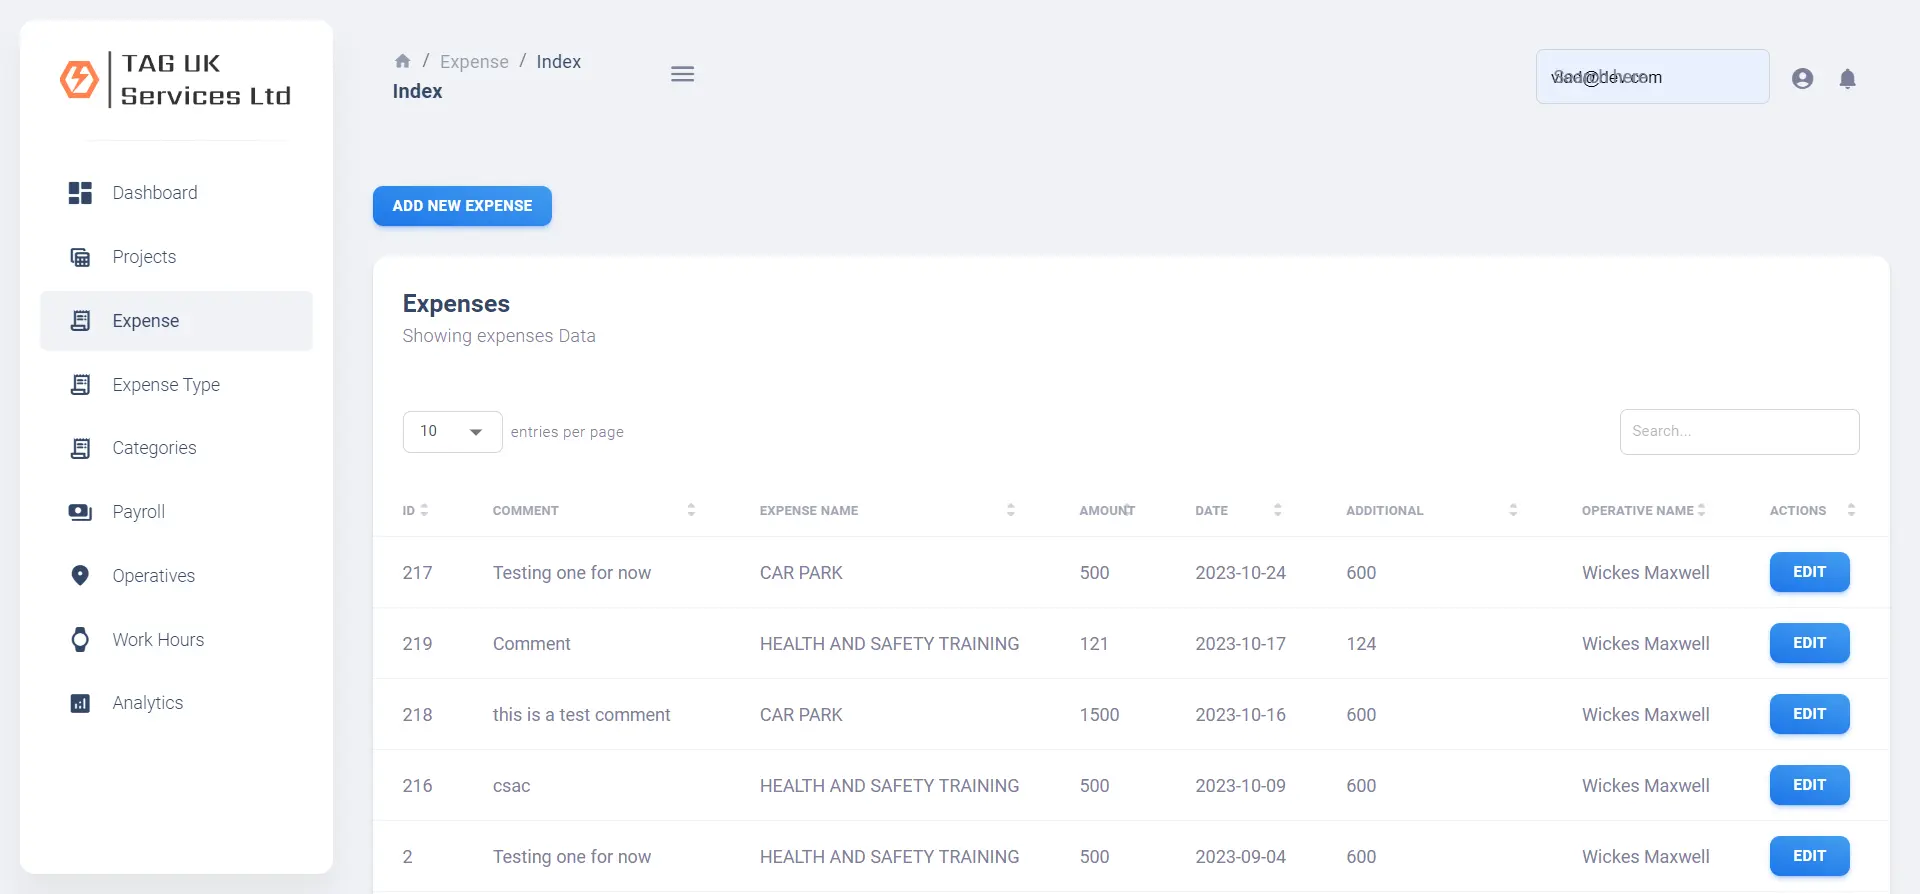 TAG UK
Services Ltd
Dashboard
Projects
Expense
Expense Type
Categories
Payroll
Operatives
Work Hours
Analytics
/ Expense / Index
Index
vlad@dev.com
Search here
ADD NEW EXPENSE
Expenses
Showing expenses Data
10 entries per page
Search...
ID COMMENT EXPENSE NAME AMOUNT DATE ADDITIONAL OPERATIVE NAME ACTIONS
217 Testing one for now CAR PARK 500 2023-10-24 600 Wickes Maxwell EDIT
219 Comment HEALTH AND SAFETY TRAINING 121 2023-10-17 124 Wickes Maxwell EDIT
218 this is a test comment CAR PARK 1500 2023-10-16 600 Wickes Maxwell EDIT
216 csac HEALTH AND SAFETY TRAINING 500 2023-10-09 600 Wickes Maxwell EDIT
2 Testing one for now HEALTH AND SAFETY TRAINING 500 2023-09-04 600 Wickes Maxwell EDIT